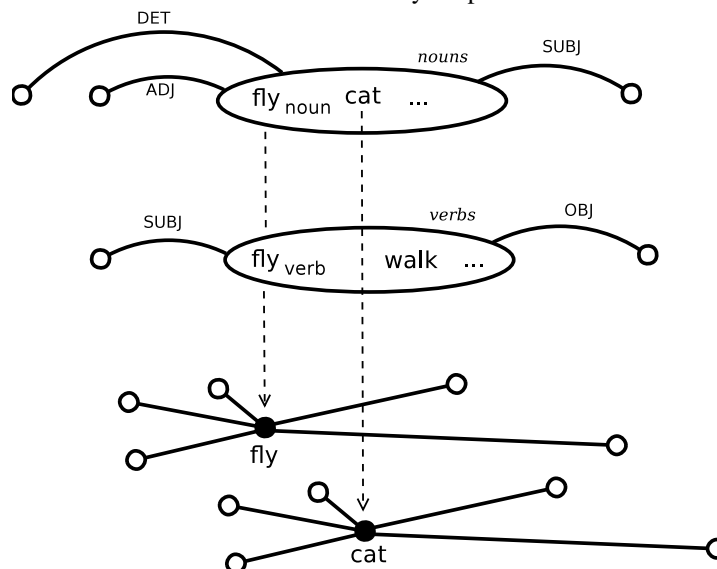 DET
nouns
SUBJ
ADJ
fly noun cat ...
SUBJ
verbs
OBJ
fly verb walk ...
fly
cat